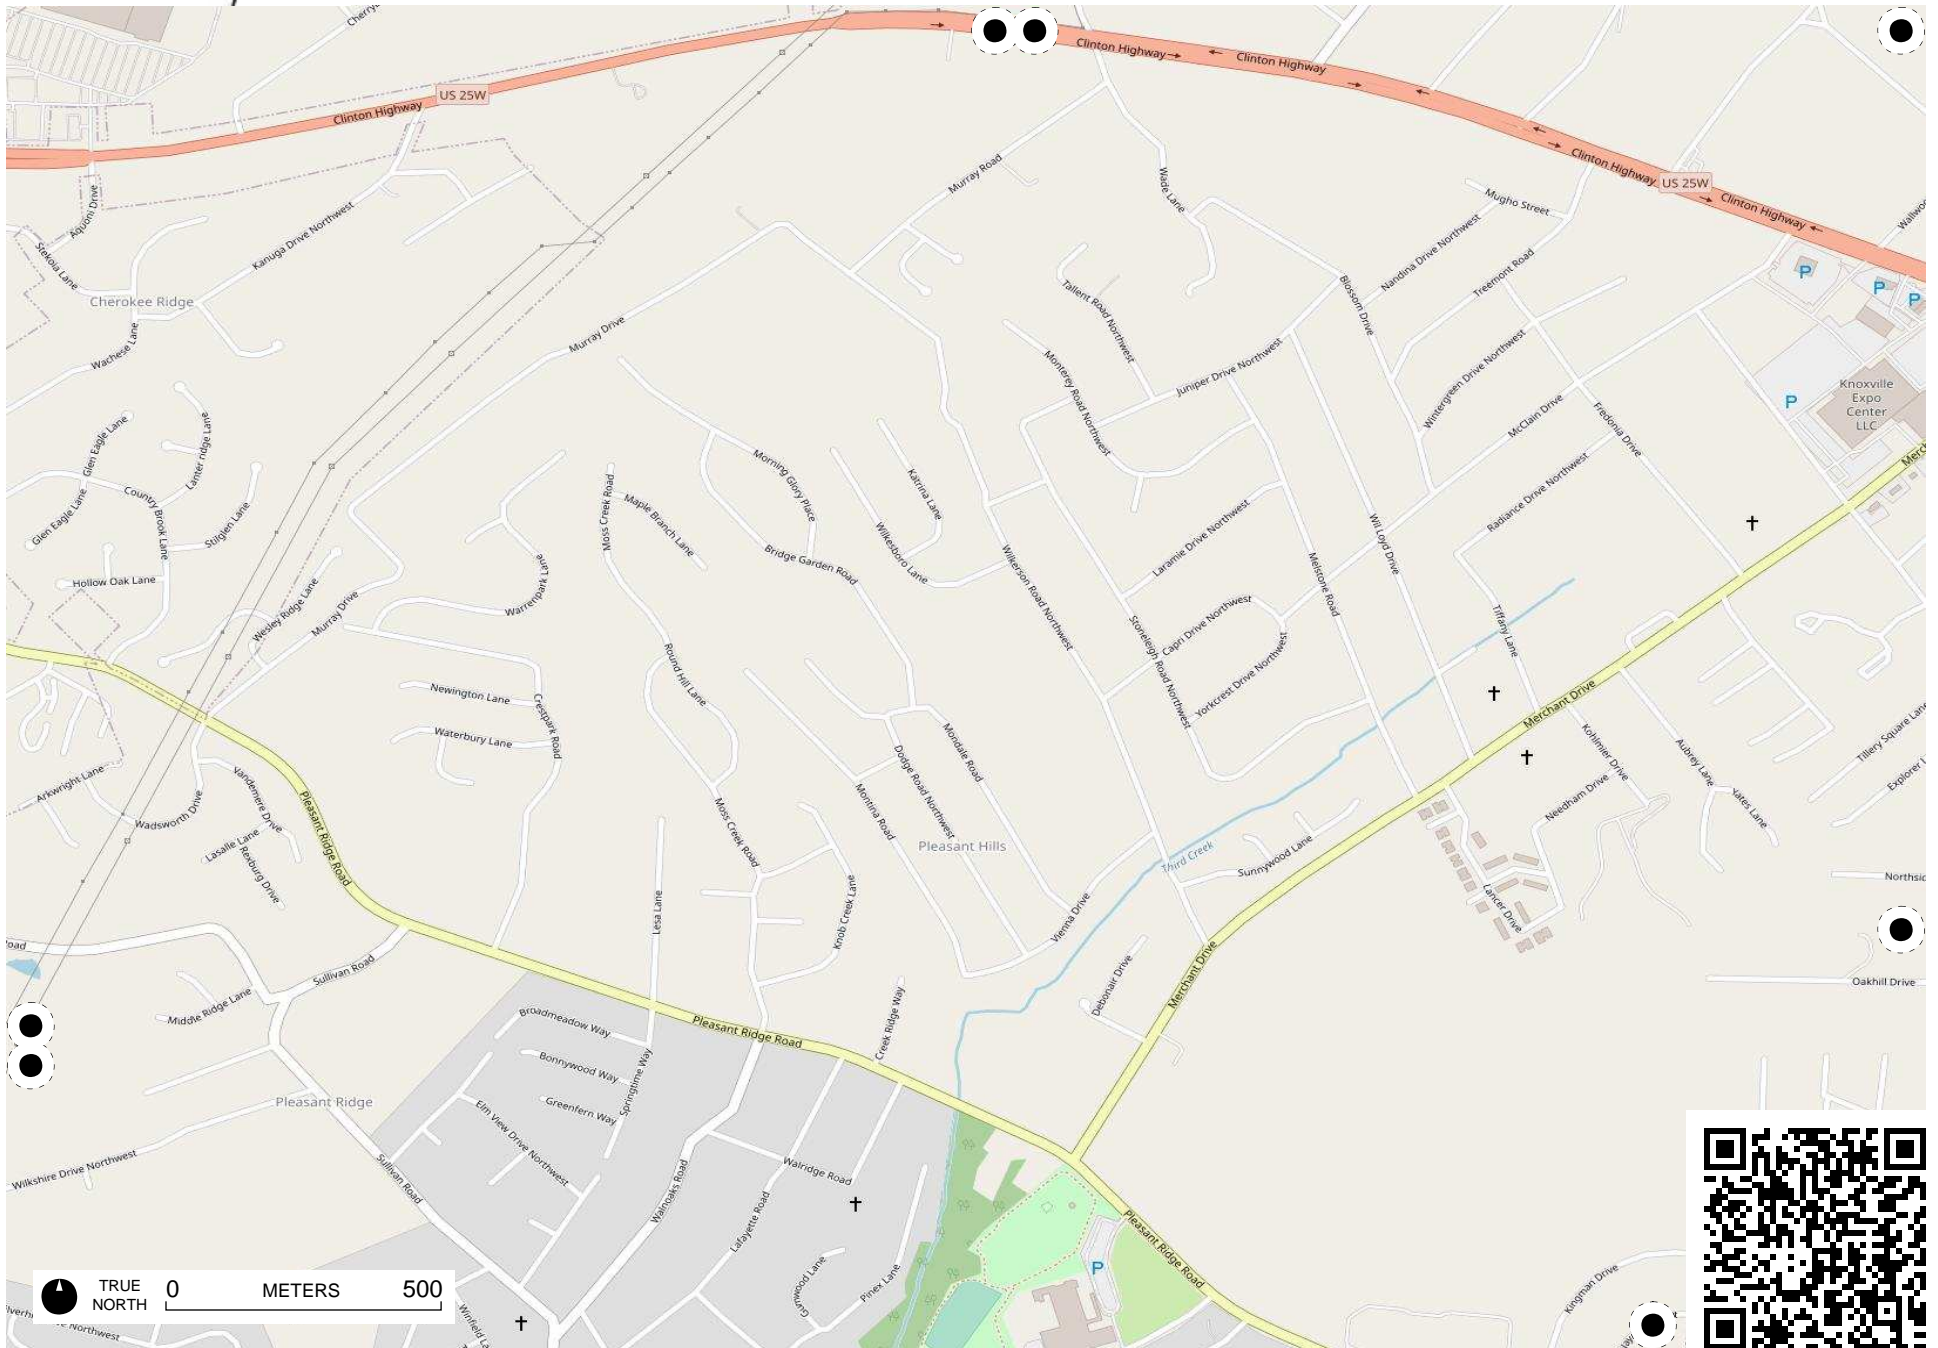 Cherry
Clinton Highway
Clinton Highway
US 25W
Clinton Highway
Murray Road
Wade Lane
Clinton Highway
US 25W
Clinton Highway
Mugho Street
Wallwoo
Aquoni Drive
Kanuga Drive Northwest
Stekoia Lane
Nandina Drive Northwest
Treemont Road
P
P
P
Cherokee Ridge
Tallent Road Northwest
Blossom Drive
Murray Drive
Wachese Lane
Monterey Road Northwest
Juniper Drive Northwest
Wintergreen Drive Northwest
Knoxville
Expo
Center
LLC
P
McClain Drive
Fredonia Drive
Glen Eagle Lane
Lanter ridge Lane
Morning Glory Place
Katrina Lane
Merch
Radiance Drive Northwest
Country Brook Lane
Glen Eagle Lane
Stilglen Lane
Moss Creek Road
Maple Branch Lane
Wilkesboro Lane
Laramie Drive Northwest
Wil Loyd Drive
Bridge Garden Road
Wilkerson Road Northwest
Melstone Road
Hollow Oak Lane
Wesley Ridge Lane
Murray Drive
Warrenpark Lane
Capri Drive Northwest
Stoneleigh Road Northwest
Tiffany Lane
Yorkcrest Drive Northwest
Round Hill Lane
Newington Lane
Crestpark Road
Merchant Drive
Waterbury Lane
Mondale Road
Dodge Road Northwest
Kohlmier Drive
Aubrey Lane
Tillery Square Lane
Explorer L
Arkwright Lane
Vandemere Drive
Wadsworth Drive
Pleasant Ridge Road
Moss Creek Road
Montina Road
Needham Drive
Yates Lane
Lasalle Lane
Rexburg Drive
Pleasant Hills
Third Creek
Sunnywood Lane
Northsid
Lancer Drive
Lesa Lane
Knob Creek Lane
Vienna Drive
oad
Sullivan Road
Merchant Drive
Debonair Drive
Oakhill Drive
Middle Ridge Lane
Broadmeadow Way
Pleasant Ridge Road
Creek Ridge Way
Bonnywood Way
Springtime Way
Pleasant Ridge
Greenfern Way
Elm View Drive Northwest
Wilkshire Drive Northwest
Sullivan Road
Walnoaks Road
Walridge Road
Lafayette Road
Pleasant Ridge Road
P
Gunwood Lane
Pinex Lane
Kingman Drive
TRUE
NORTH
0 METERS 500
Winfield La